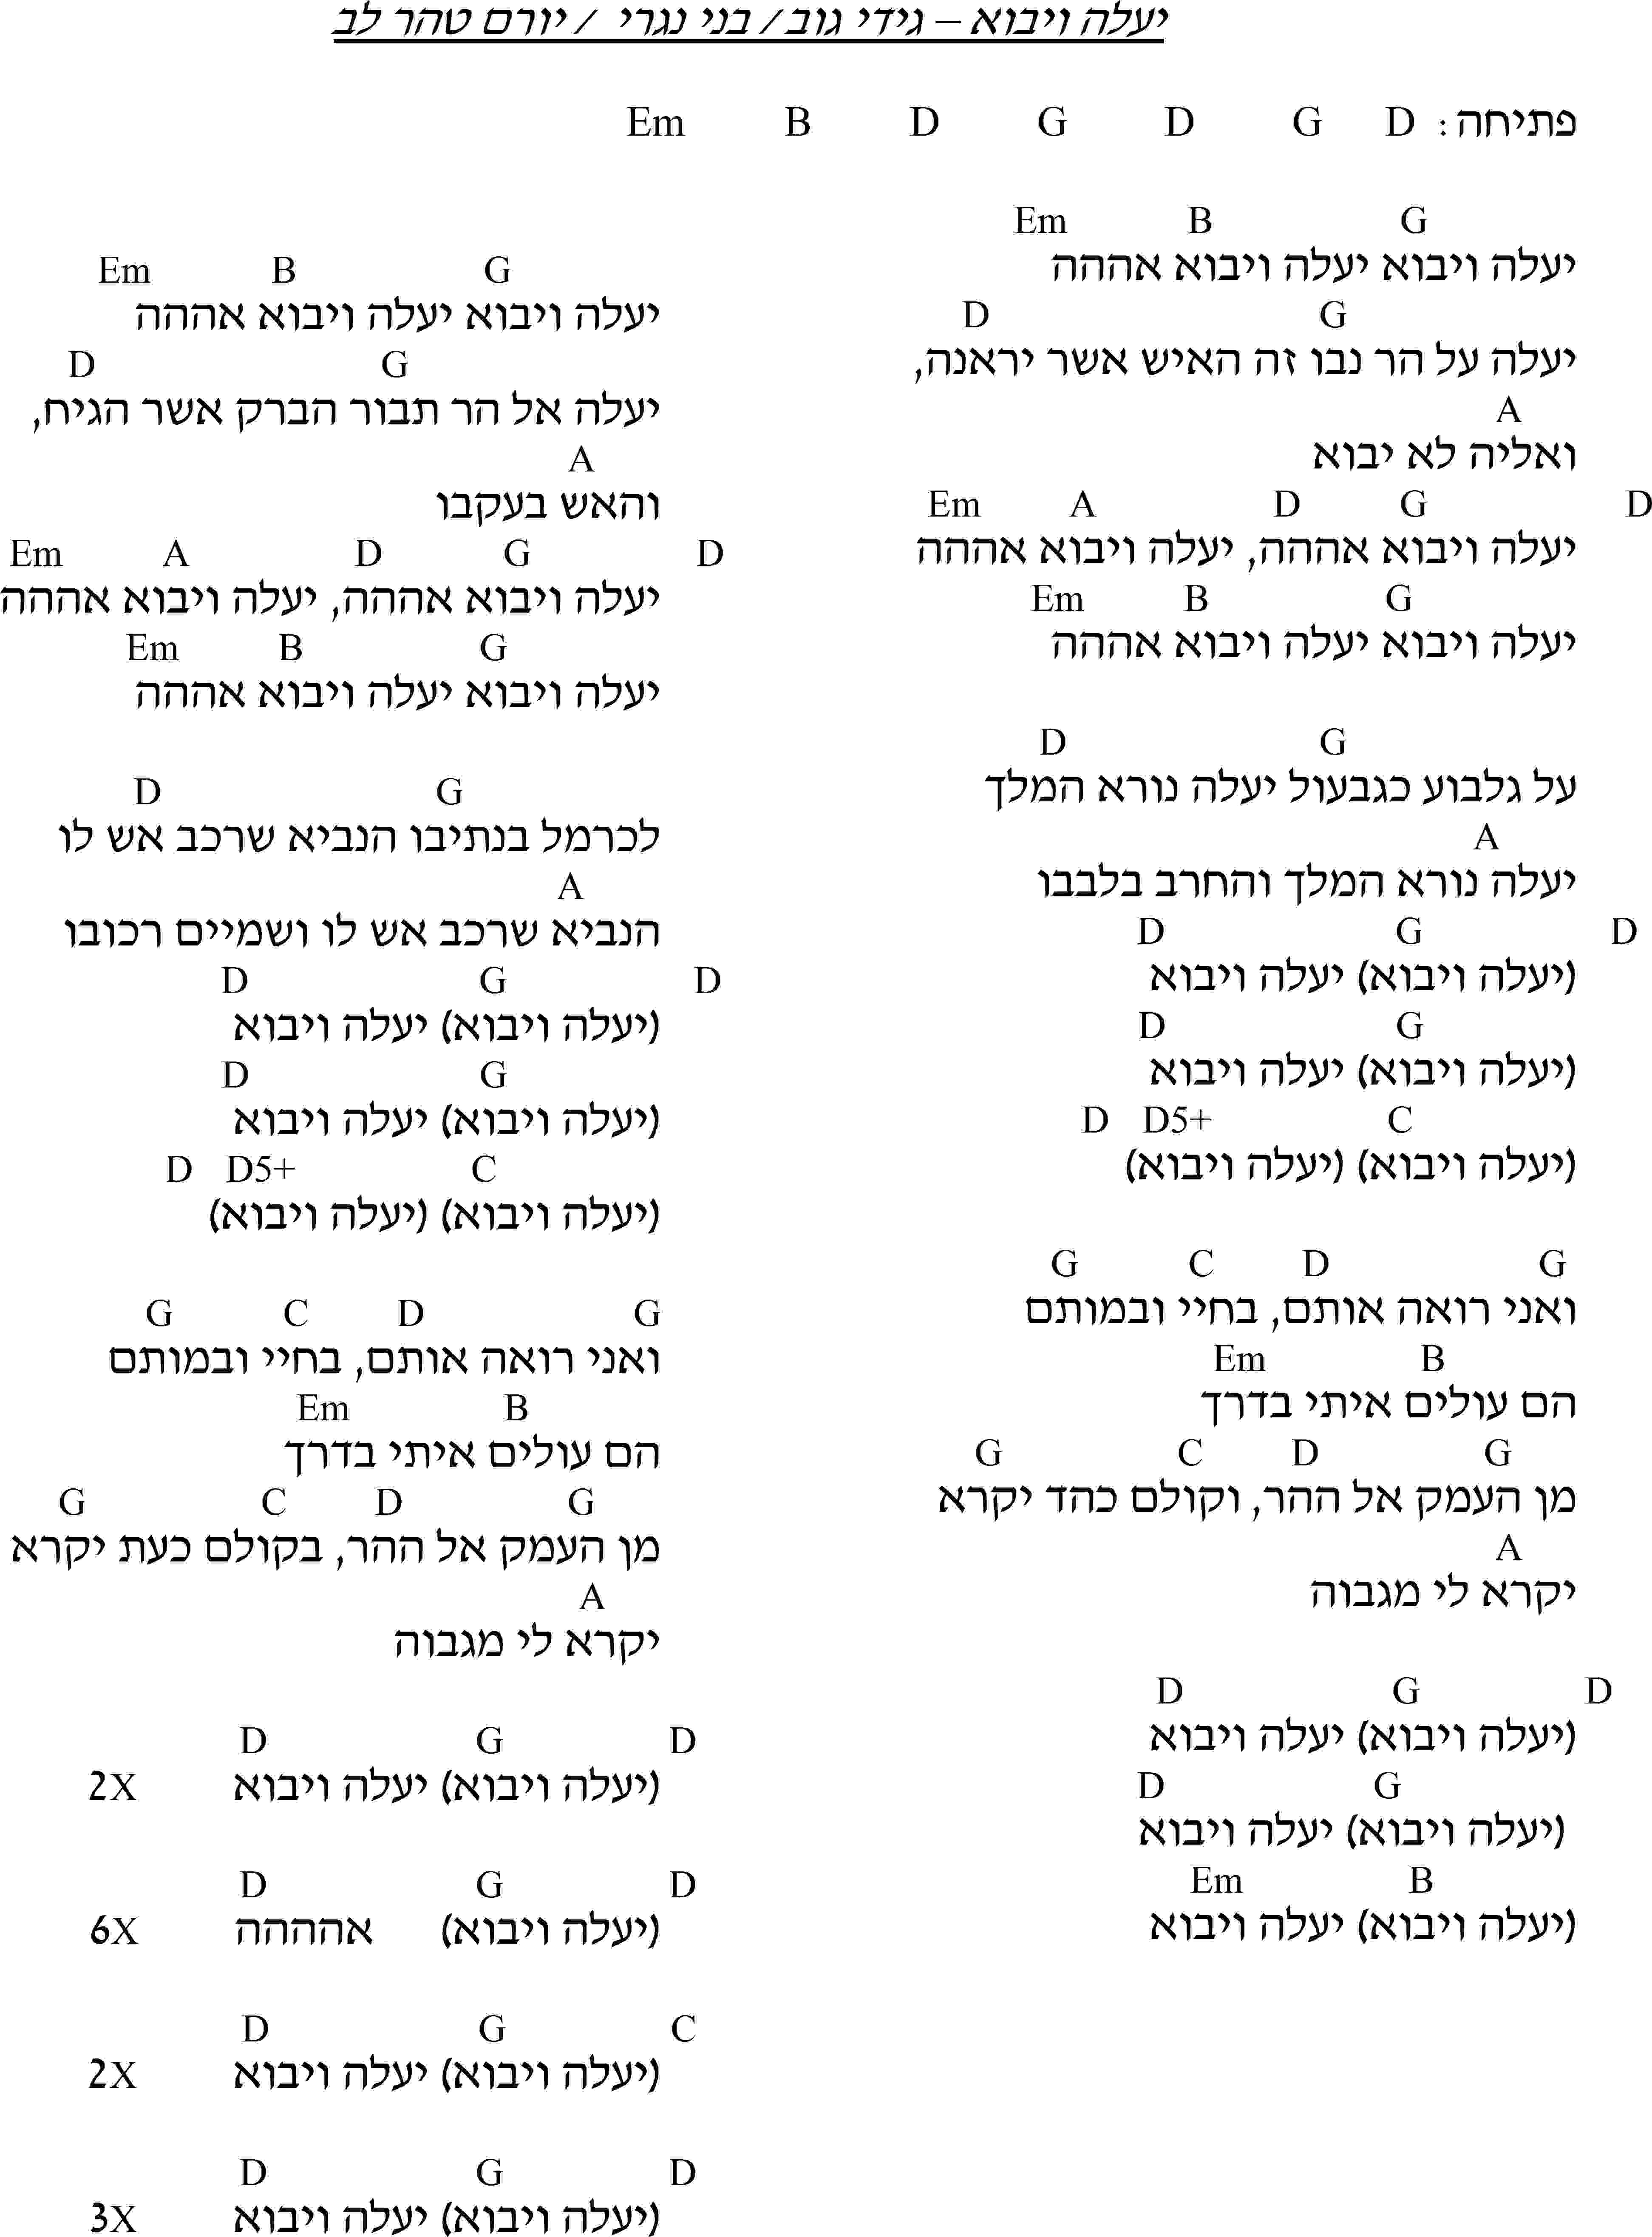 יעלה ויבוא – גידי גוב/ בני נגרי / יורם טהר לב
פתיחה: Em B D G D G D
Em B G
יעלה ויבוא יעלה ויבוא אההה
D G
יעלה על הר נבו זה האיש אשר יראנה,
A
ואליה לא יבוא
Em A D G D
יעלה ויבוא אההה, יעלה ויבוא אההה
Em B G
יעלה ויבוא יעלה ויבוא אההה
D G
על גלבוע כגבעול יעלה נורא המלך
A
יעלה נורא המלך והחרב בלבבו
D G D
(יעלה ויבוא) יעלה ויבוא
D G
(יעלה ויבוא) יעלה ויבוא
D D5+ C
(יעלה ויבוא) (יעלה ויבוא)
G C D G
ואני רואה אותם, בחיי ובמותם
Em B
הם עולים איתי בדרך
G C D G
מן העמק אל ההר, וקולם כהד יקרא
A
יקרא לי מגבוה
D G D
(יעלה ויבוא) יעלה ויבוא
D G
(יעלה ויבוא) יעלה ויבוא
Em B
(יעלה ויבוא) יעלה ויבוא
Em B G
יעלה ויבוא יעלה ויבוא אההה
D G
יעלה אל הר תבור הברק אשר הגיח,
A
והאש בעקבו
Em A D G D
יעלה ויבוא אההה, יעלה ויבוא אההה
Em B G
יעלה ויבוא יעלה ויבוא אההה
D G
לכרמל בנתיבו הנביא שרכב אש לו
A
הנביא שרכב אש לו ושמיים רכובו
D G D
(יעלה ויבוא) יעלה ויבוא
D G
(יעלה ויבוא) יעלה ויבוא
D D5+ C
(יעלה ויבוא) (יעלה ויבוא)
G C D G
ואני רואה אותם, בחיי ובמותם
Em B
הם עולים איתי בדרך
G C D G
מן העמק אל ההר, בקולם כעת יקרא
A
יקרא לי מגבוה
D G D
(יעלה ויבוא) יעלה ויבוא 2X
D G D
(יעלה ויבוא) אהההה 6X
D G C
(יעלה ויבוא) יעלה ויבוא 2X
D G D
(יעלה ויבוא) יעלה ויבוא 3X